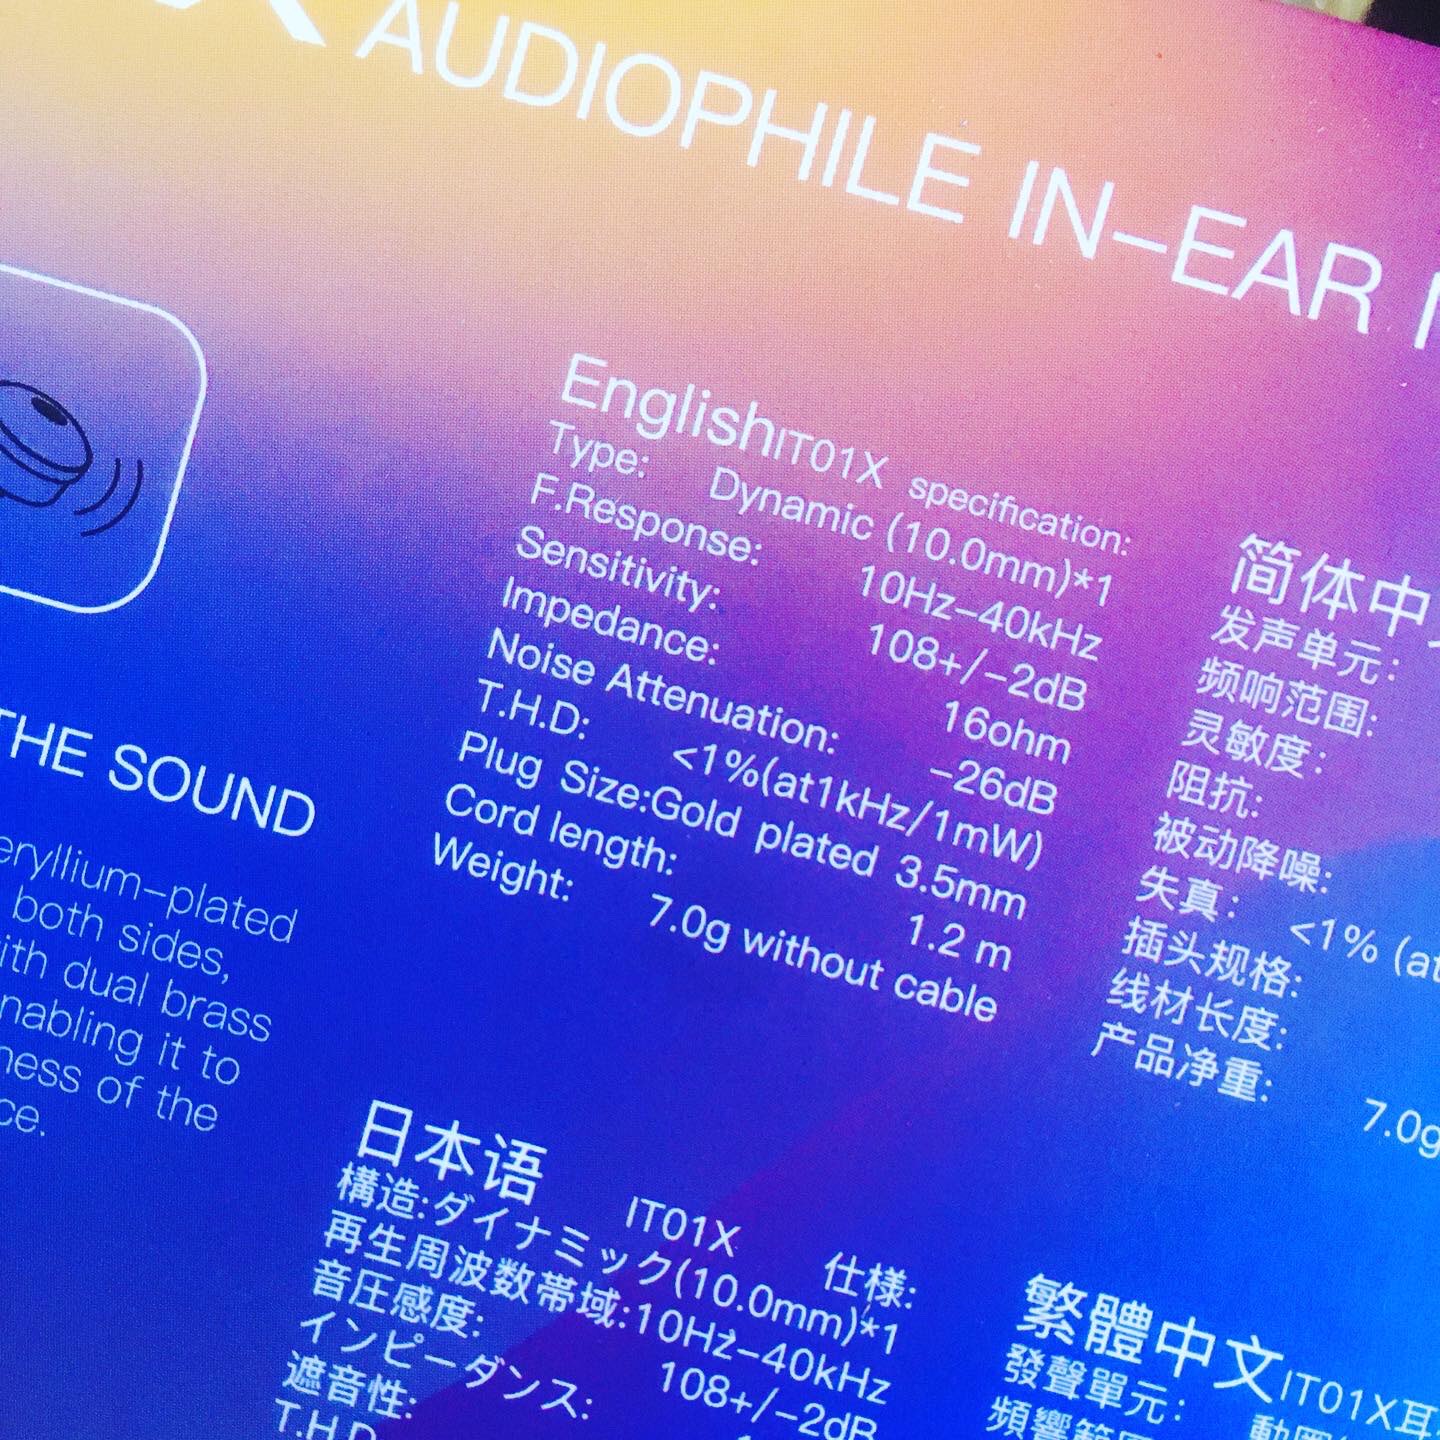 AUDIOPHILE IN-EAR
English IT01X specification:
Type: Dynamic (10.0mm)*1
F.Response: 10Hz-40kHz
Sensitivity: 108+/-2dB
Impedance: 16ohm
Noise Attenuation: -26dB
T.H.D: <1%(at1kHz/1mW)
Plug Size:Gold plated 3.5mm
Cord length: 1.2 m
Weight: 7.0g without cable
简体中
发声单元:
频响范围:
灵敏度:
阻抗:
被动降噪:
失真: <1% (at
插头规格:
线材长度:
产品净重:
7.0g
THE SOUND
eryllium-plated
both sides,
ith dual brass
nabling it to
ness of the
ce.
日本语 IT01X 仕様:
構造:ダイナミック(10.0mm)*1
再生周波数帯域:10Hz-40kHz
音圧感度: 108+/-2dB
インピーダンス:
遮音性:
T.H.D
繁體中文IT01X耳
發聲單元:
頻響範